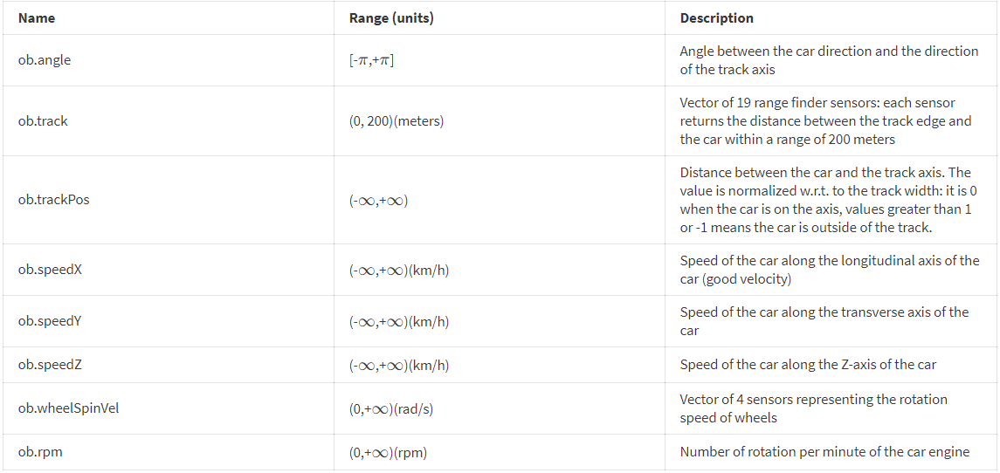 Name Range (units) Description
ob.angle [-π,+π] Angle between the car direction and the direction
of the track axis
ob.track (0, 200)(meters) Vector of 19 range finder sensors: each sensor
returns the distance between the track edge and
the car within a range of 200 meters
ob.trackPos (-∞,+∞) Distance between the car and the track axis. The
value is normalized w.r.t. to the track width: it is 0
when the car is on the axis, values greater than 1
or -1 means the car is outside of the track.
ob.speedX (-∞,+∞)(km/h) Speed of the car along the longitudinal axis of the
car (good velocity)
ob.speedY (-∞,+∞)(km/h) Speed of the car along the transverse axis of the
car
ob.speedZ (-∞,+∞)(km/h) Speed of the car along the Z-axis of the car
ob.wheelSpinVel (0,+∞)(rad/s) Vector of 4 sensors representing the rotation
speed of wheels
ob.rpm (0,+∞)(rpm) Number of rotation per minute of the car engine